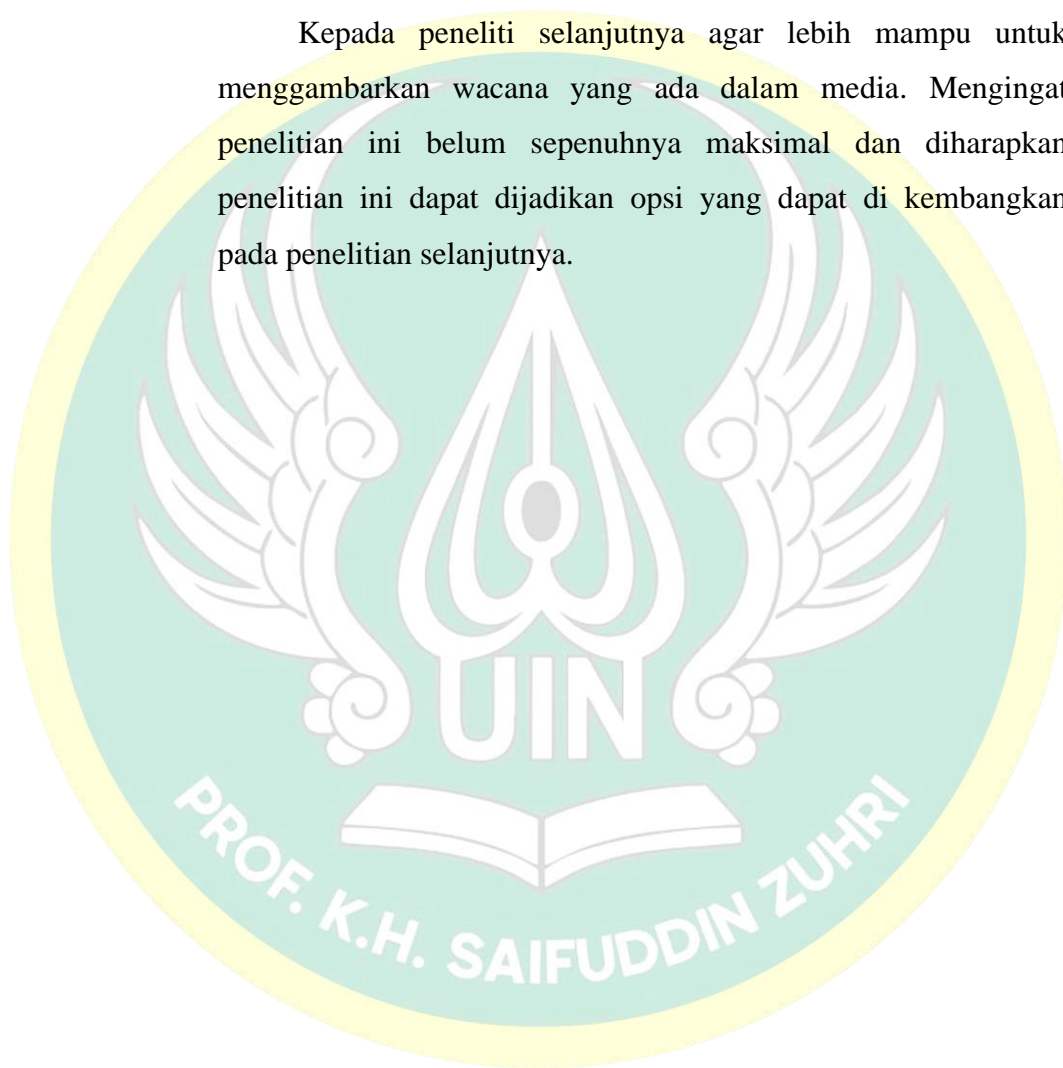 Kepada peneliti selanjutnya agar lebih mampu untuk
menggambarkan wacana yang ada dalam media. Mengingat
penelitian ini belum sepenuhnya maksimal dan diharapkan
penelitian ini dapat dijadikan opsi yang dapat di kembangkan
pada penelitian selanjutnya.
UIN
PROF. K.H. SAIFUDDIN ZUHRI